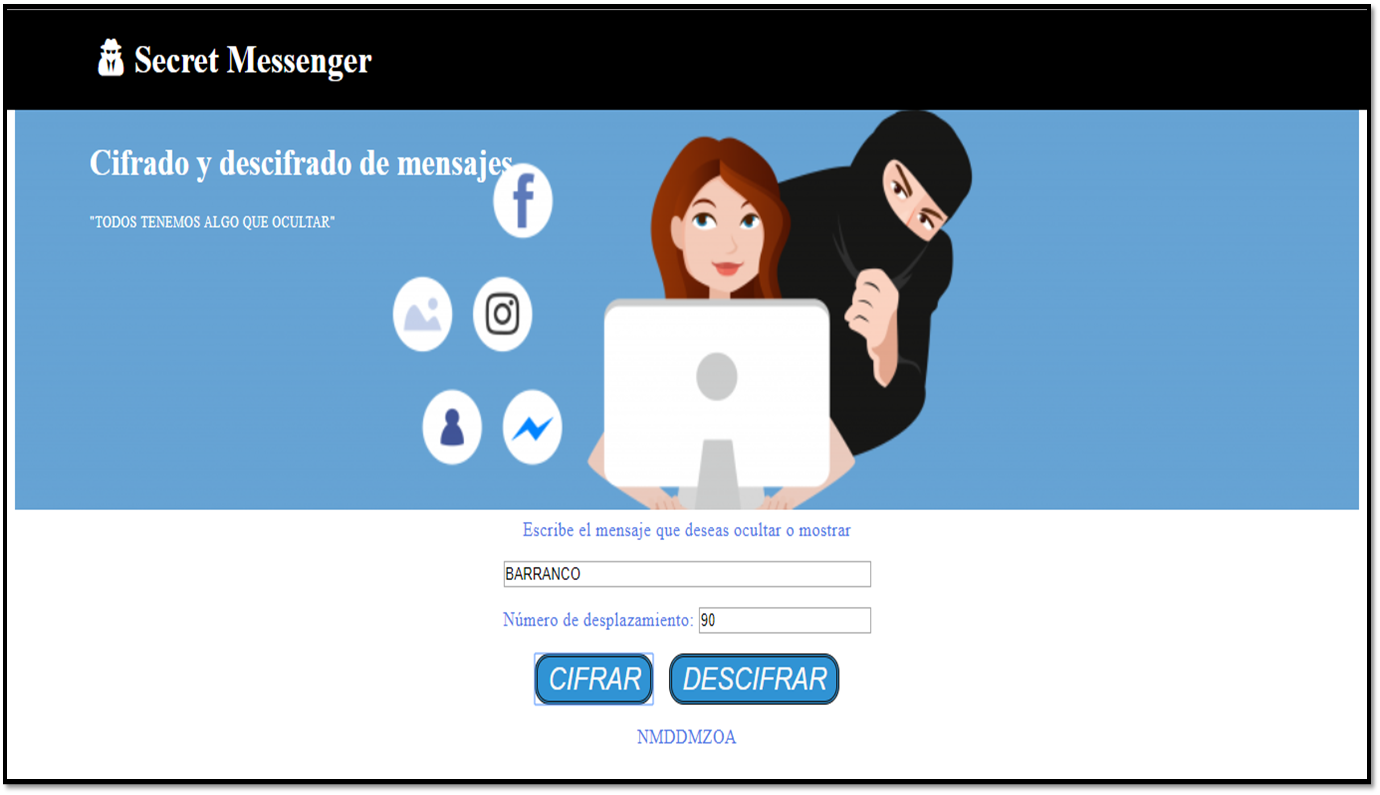 Secret Messenger
Cifrado y descifrado de mensajes
"TODOS TENEMOS ALGO QUE OCULTAR"
Escribe el mensaje que deseas ocultar o mostrar
BARRANCO
Número de desplazamiento: 90
CIFRAR DESCIFRAR
NMDDMZOA